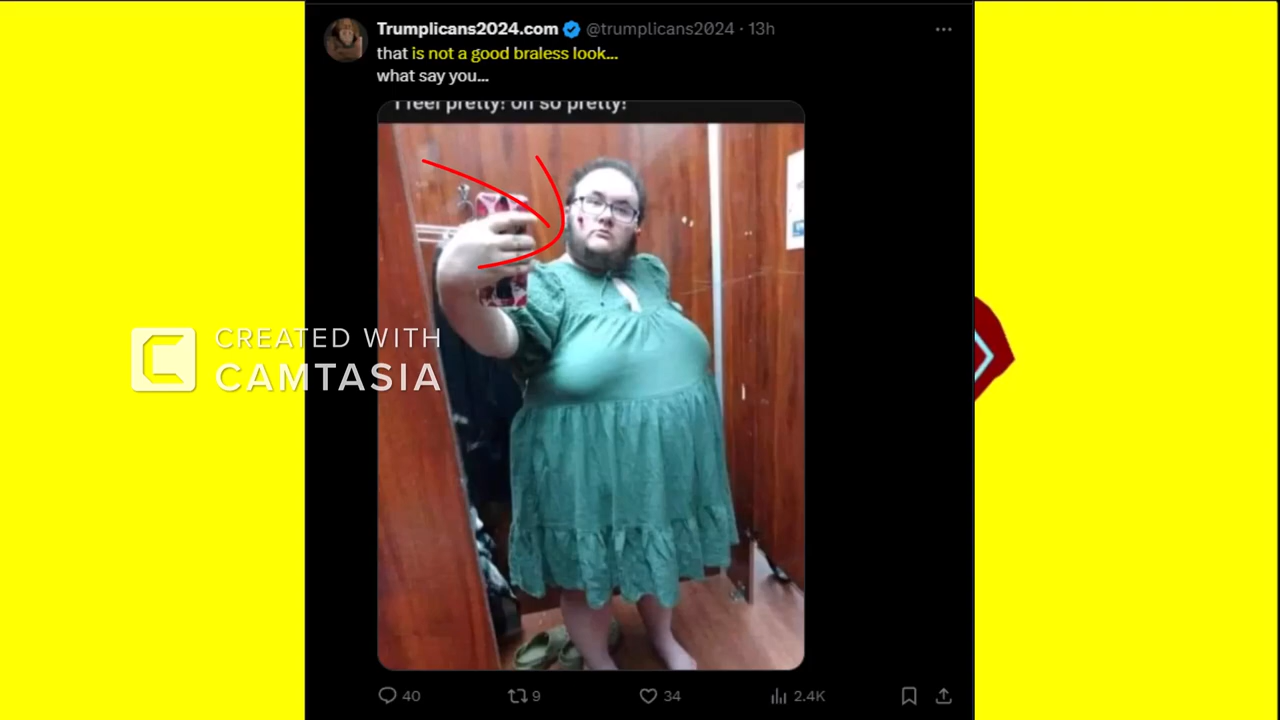 Trumplicans2024.com @trumplicans2024 · 13h
that is not a good braless look...
what say you...
I feel pretty! oh so pretty!
CREATED WITH
CAMTASIA
40 9 34 2.4K